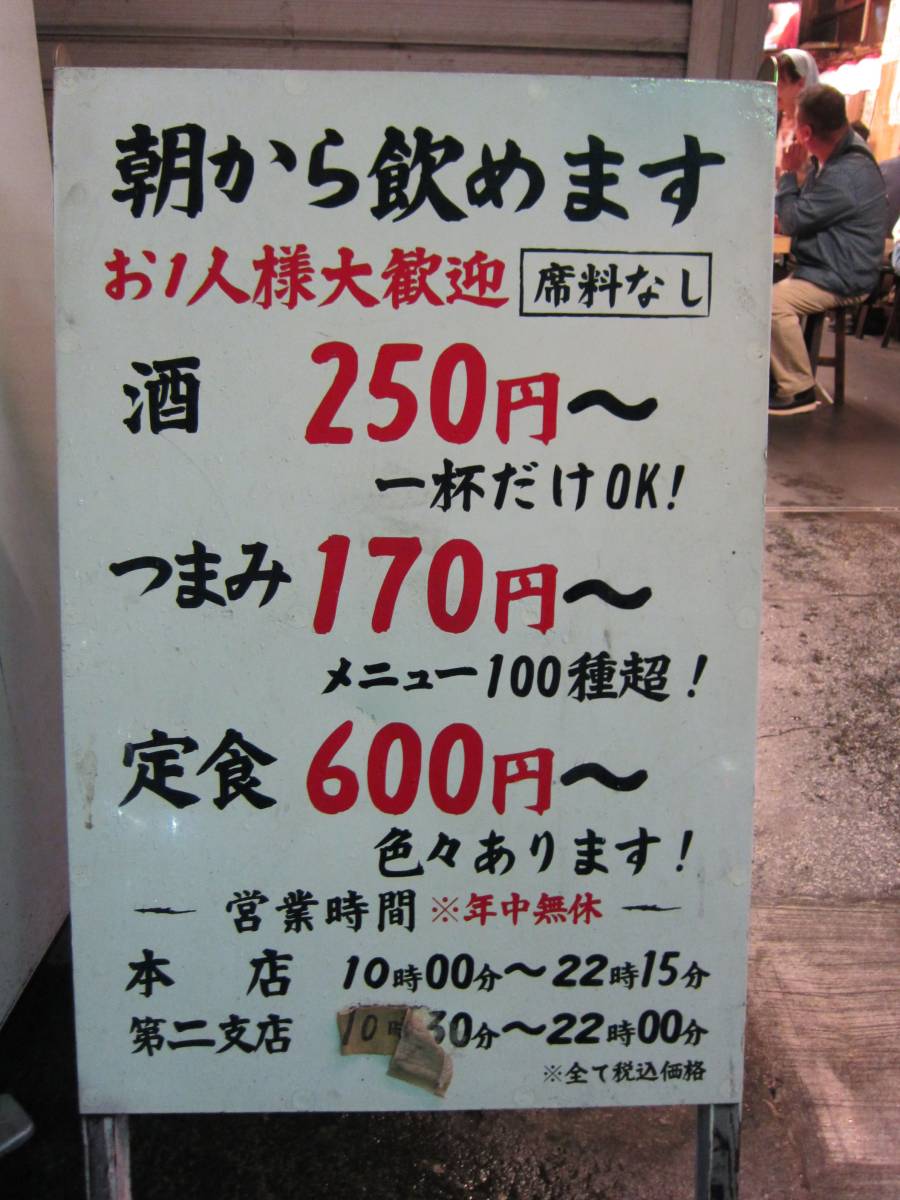 朝から飲めます
お1人様大歓迎 席料なし
酒 250円〜
一杯だけOK!
つまみ 170円〜
メニュー100種超!
定食 600円〜
色々あります!
営業時間 ※年中無休
本店 10時00分〜22時15分
第二支店 10時30分〜22時00分
※全て税込価格